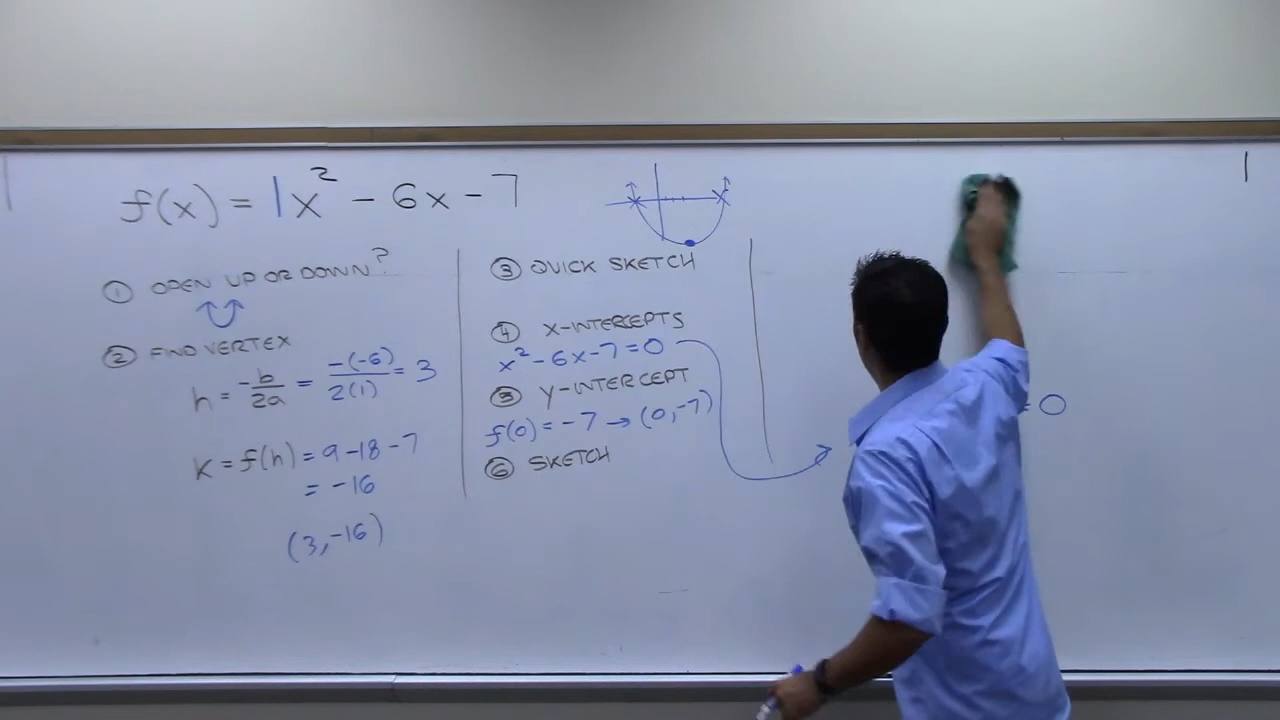 f(x) = 1x² - 6x - 7
① OPEN UP OR DOWN?
② FIND VERTEX
h = -b/2a = -(-6)/2(1) = 3
K = f(h) = 9 - 18 - 7
= -16
(3, -16)
③ QUICK SKETCH
④ X-INTERCEPTS
x² - 6x - 7 = 0
⑤ Y-INTERCEPT
f(0) = -7 → (0, -7)
⑥ SKETCH
= 0